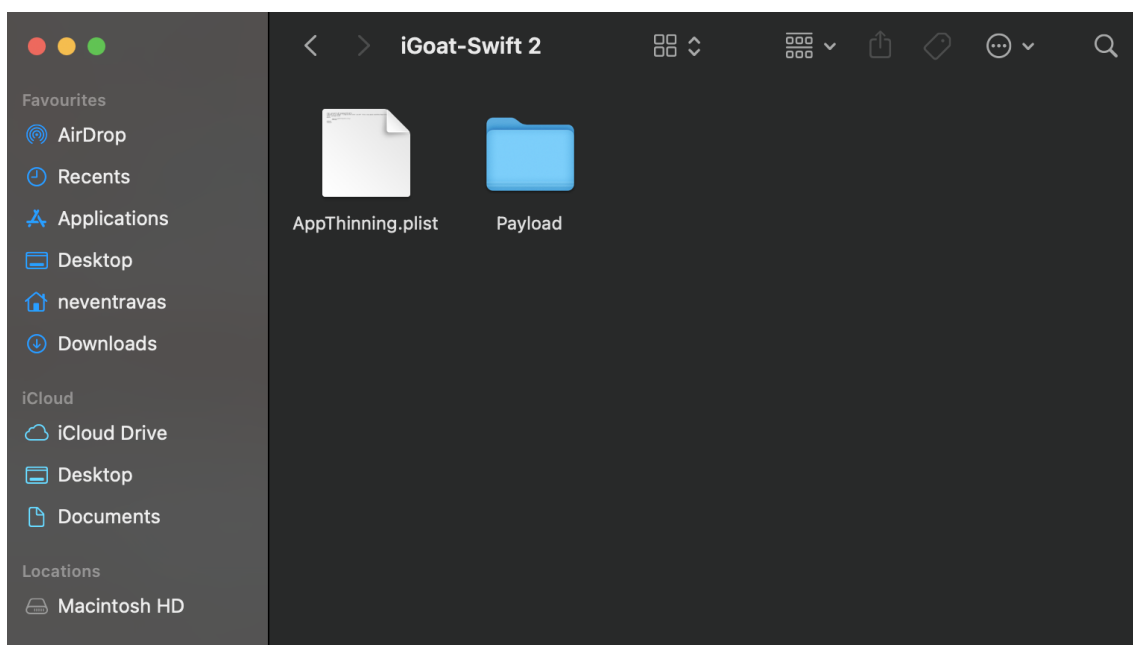 iGoat-Swift 2
Favourites
AirDrop
Recents
Applications
Desktop
neventravas
Downloads
iCloud
iCloud Drive
Desktop
Documents
Locations
Macintosh HD
AppThinning.plist
Payload